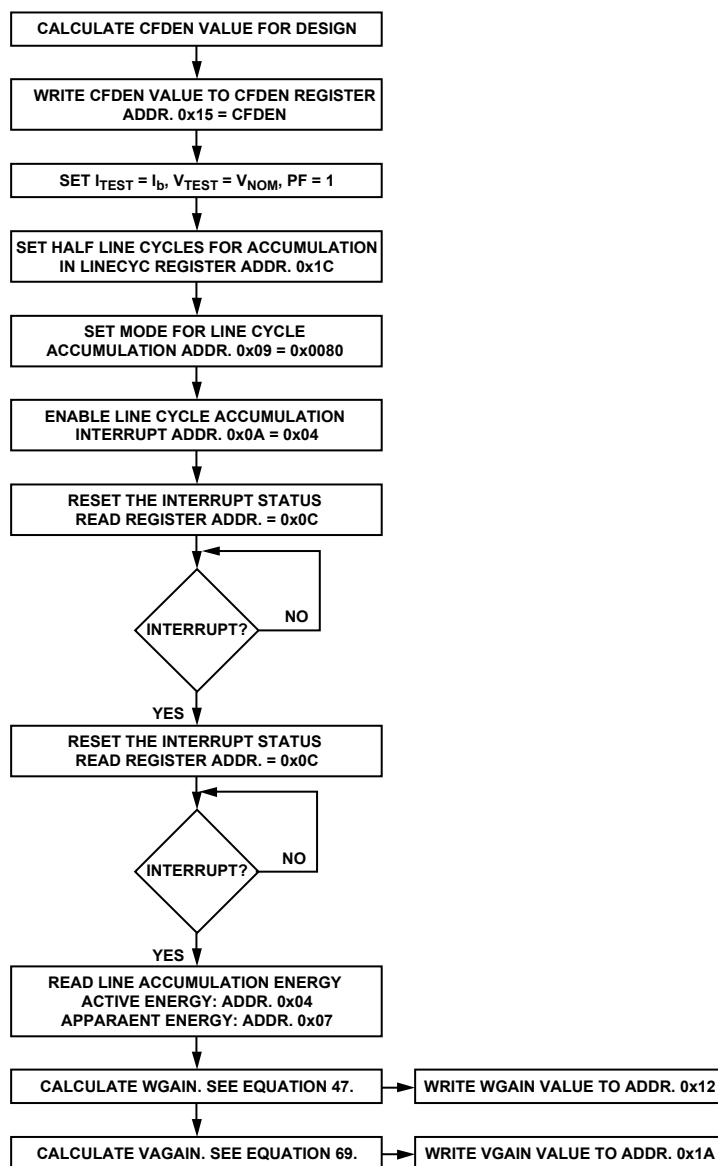 CALCULATE CFDEN VALUE FOR DESIGN
WRITE CFDEN VALUE TO CFDEN REGISTER
ADDR. 0x15 = CFDEN
SET I_TEST = I_b, V_TEST = V_NOM, PF = 1
SET HALF LINE CYCLES FOR ACCUMULATION
IN LINECYC REGISTER ADDR. 0x1C
SET MODE FOR LINE CYCLE
ACCUMULATION ADDR. 0x09 = 0x0080
ENABLE LINE CYCLE ACCUMULATION
INTERRUPT ADDR. 0x0A = 0x04
RESET THE INTERRUPT STATUS
READ REGISTER ADDR. = 0x0C
INTERRUPT?
NO
YES
RESET THE INTERRUPT STATUS
READ REGISTER ADDR. = 0x0C
INTERRUPT?
NO
YES
READ LINE ACCUMULATION ENERGY
ACTIVE ENERGY: ADDR. 0x04
APPARAENT ENERGY: ADDR. 0x07
CALCULATE WGAIN. SEE EQUATION 47.
WRITE WGAIN VALUE TO ADDR. 0x12
CALCULATE VAGAIN. SEE EQUATION 69.
WRITE VGAIN VALUE TO ADDR. 0x1A